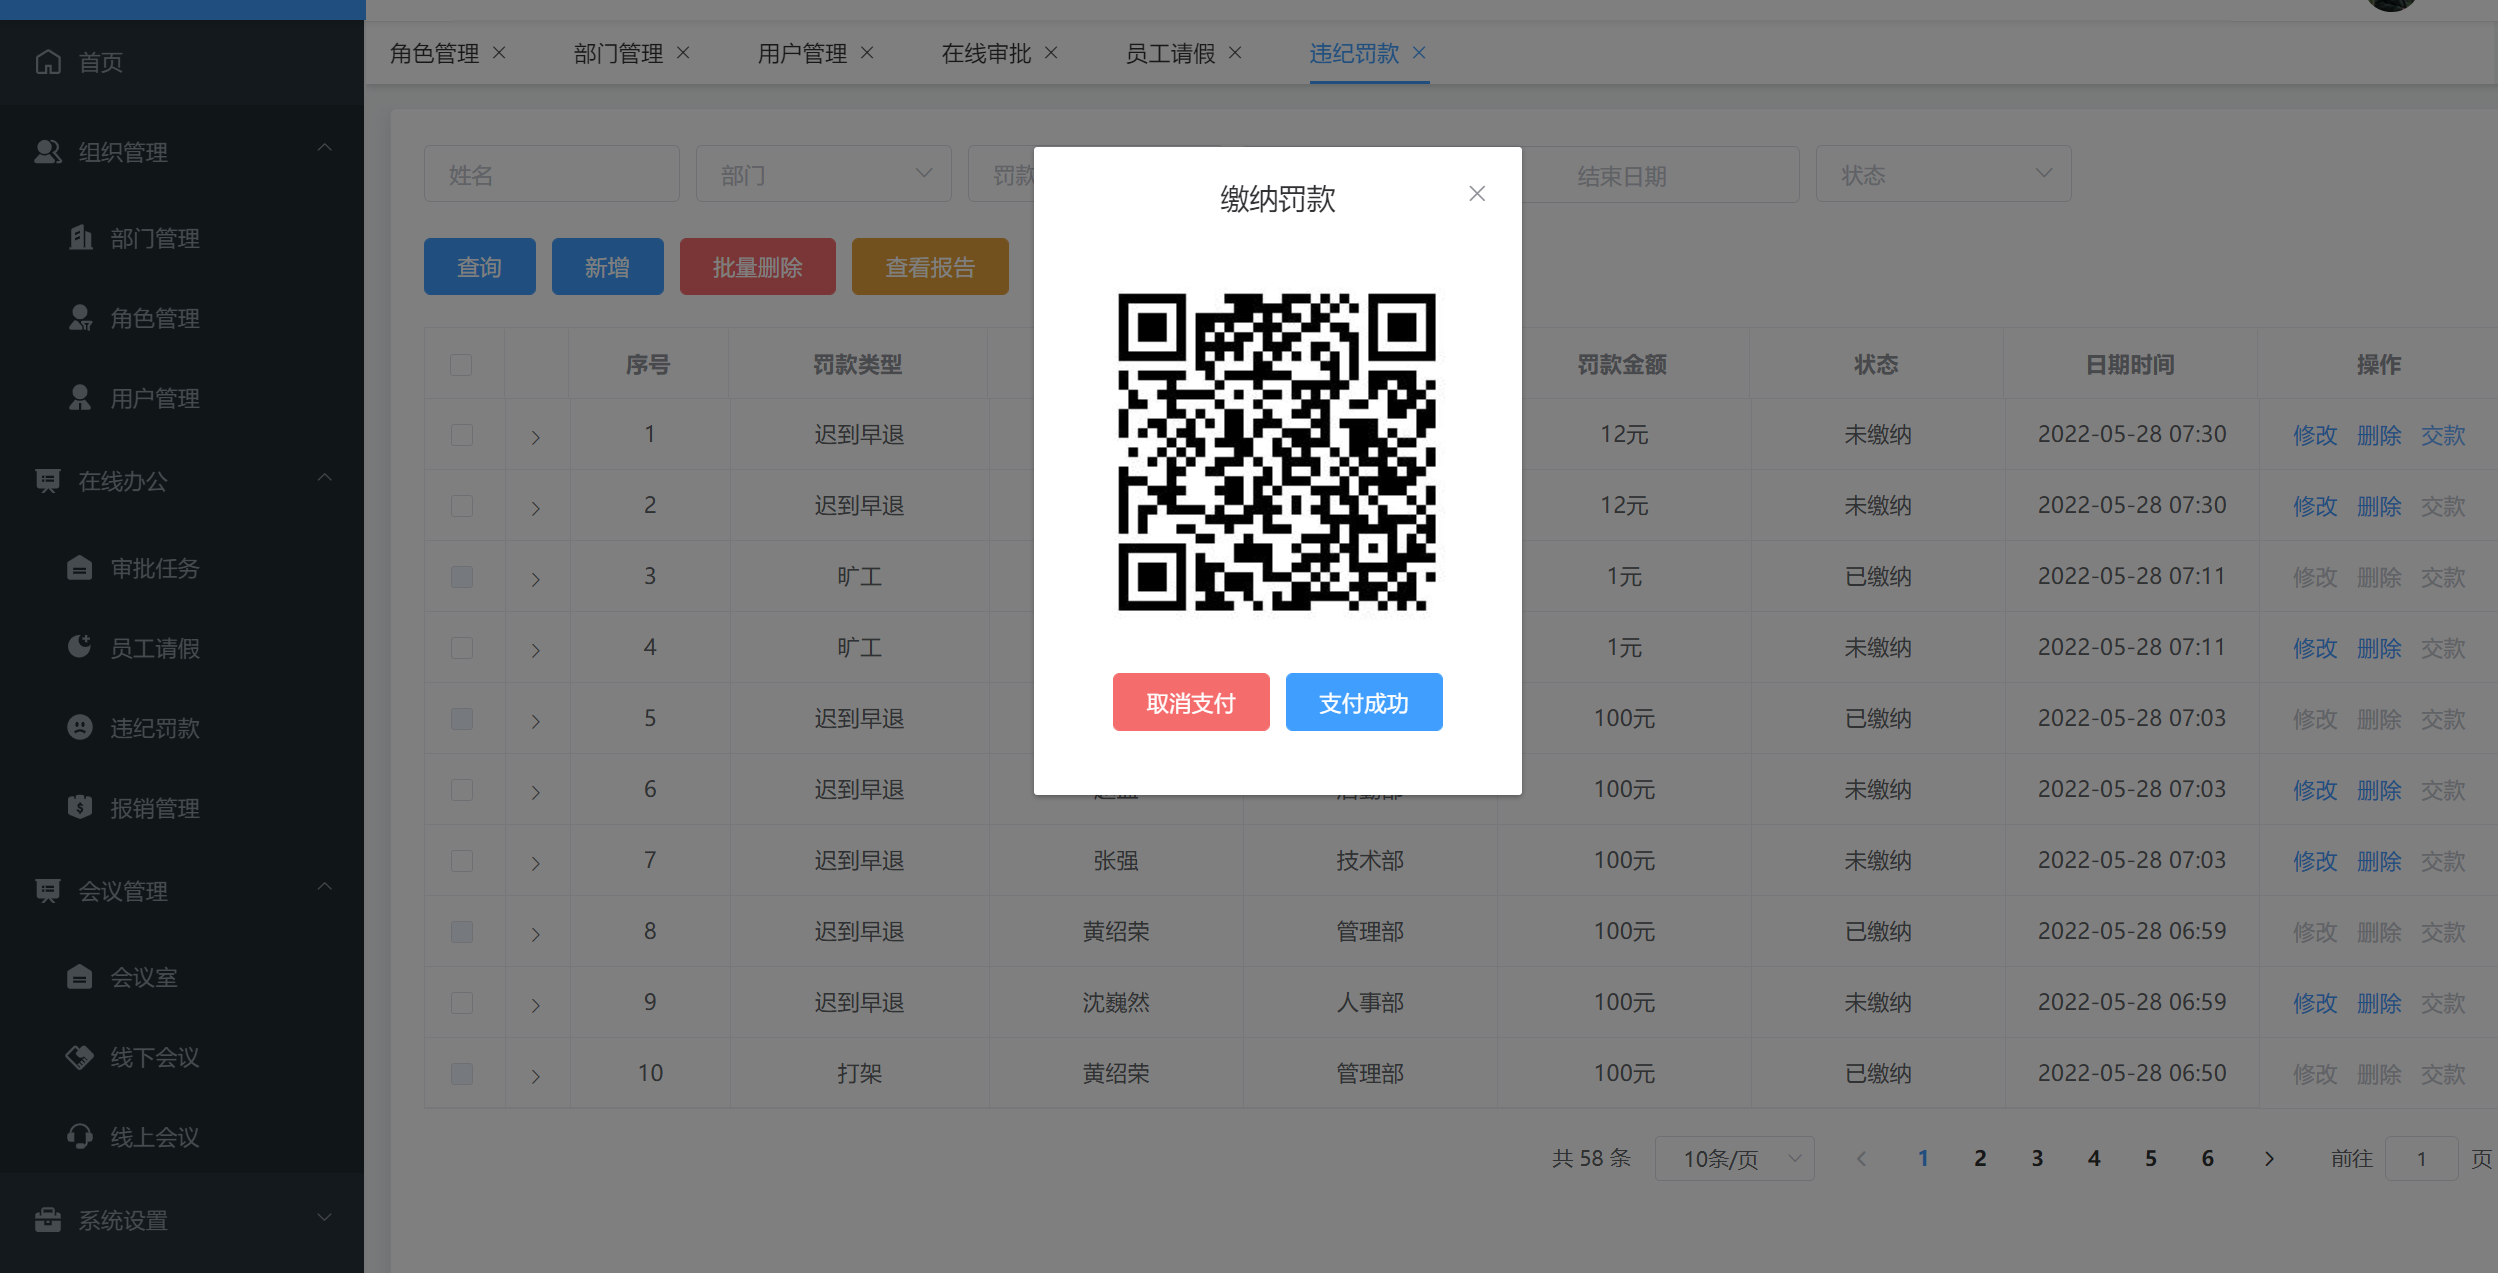 首页
组织管理
部门管理
角色管理
用户管理
在线办公
审批任务
员工请假
违纪罚款
报销管理
会议管理
会议室
线下会议
线上会议
系统设置
角色管理 部门管理 用户管理 在线审批 员工请假 违纪罚款
姓名 部门 罚款 结束日期 状态
查询 新增 批量删除 查看报告
缴纳罚款
取消支付 支付成功
序号 罚款类型 罚款金额 状态 日期时间 操作
1 迟到早退 12元 未缴纳 2022-05-28 07:30 修改 删除 交款
2 迟到早退 12元 未缴纳 2022-05-28 07:30 修改 删除 交款
3 旷工 1元 已缴纳 2022-05-28 07:11 修改 删除 交款
4 旷工 1元 未缴纳 2022-05-28 07:11 修改 删除 交款
5 迟到早退 100元 已缴纳 2022-05-28 07:03 修改 删除 交款
6 迟到早退 100元 未缴纳 2022-05-28 07:03 修改 删除 交款
7 迟到早退 张强 技术部 100元 未缴纳 2022-05-28 07:03 修改 删除 交款
8 迟到早退 黄绍荣 管理部 100元 已缴纳 2022-05-28 06:59 修改 删除 交款
9 迟到早退 沈巍然 人事部 100元 未缴纳 2022-05-28 06:59 修改 删除 交款
10 打架 黄绍荣 管理部 100元 已缴纳 2022-05-28 06:50 修改 删除 交款
共 58 条 10条/页 1 2 3 4 5 6 前往 1 页